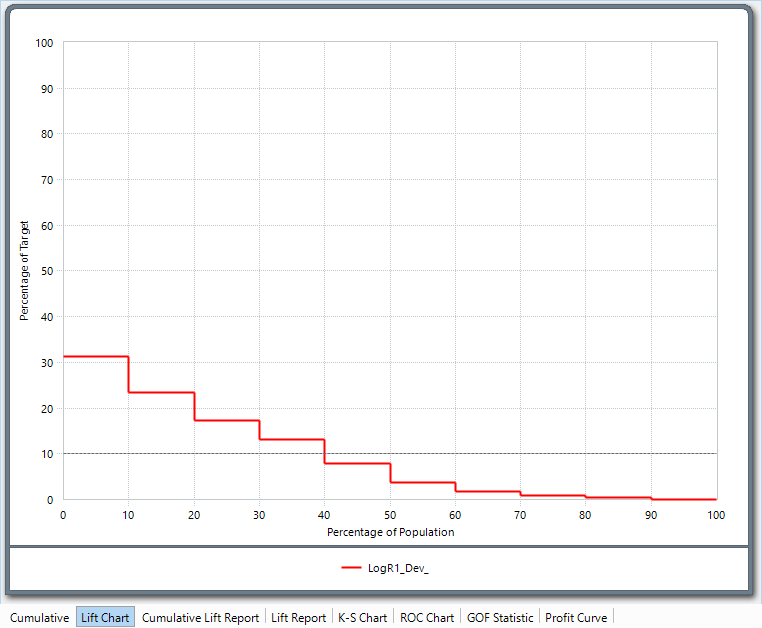 100
90
80
70
60
50
40
30
20
10
0
Percentage of Target
0 10 20 30 40 50 60 70 80 90 100
Percentage of Population
LogR1_Dev_
Cumulative Lift Chart Cumulative Lift Report Lift Report K-S Chart ROC Chart GOF Statistic Profit Curve